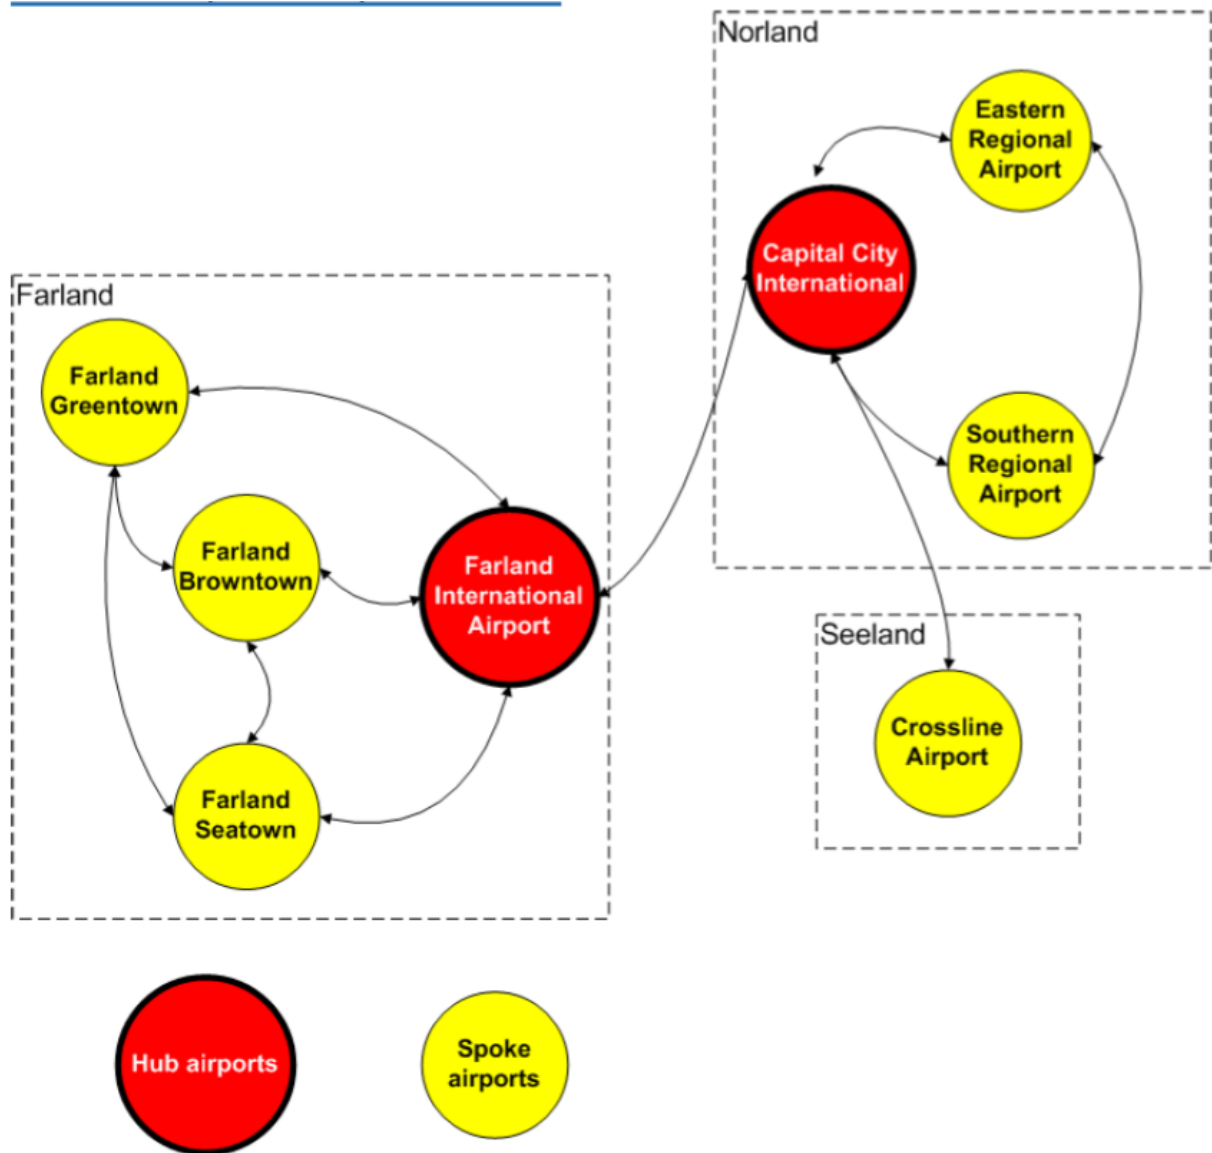 Norland
Eastern
Regional
Airport
Capital City
International
Southern
Regional
Airport
Farland
Farland
Greentown
Farland
Browntown
Farland
International
Airport
Farland
Seatown
Seeland
Crossline
Airport
Hub airports
Spoke
airports